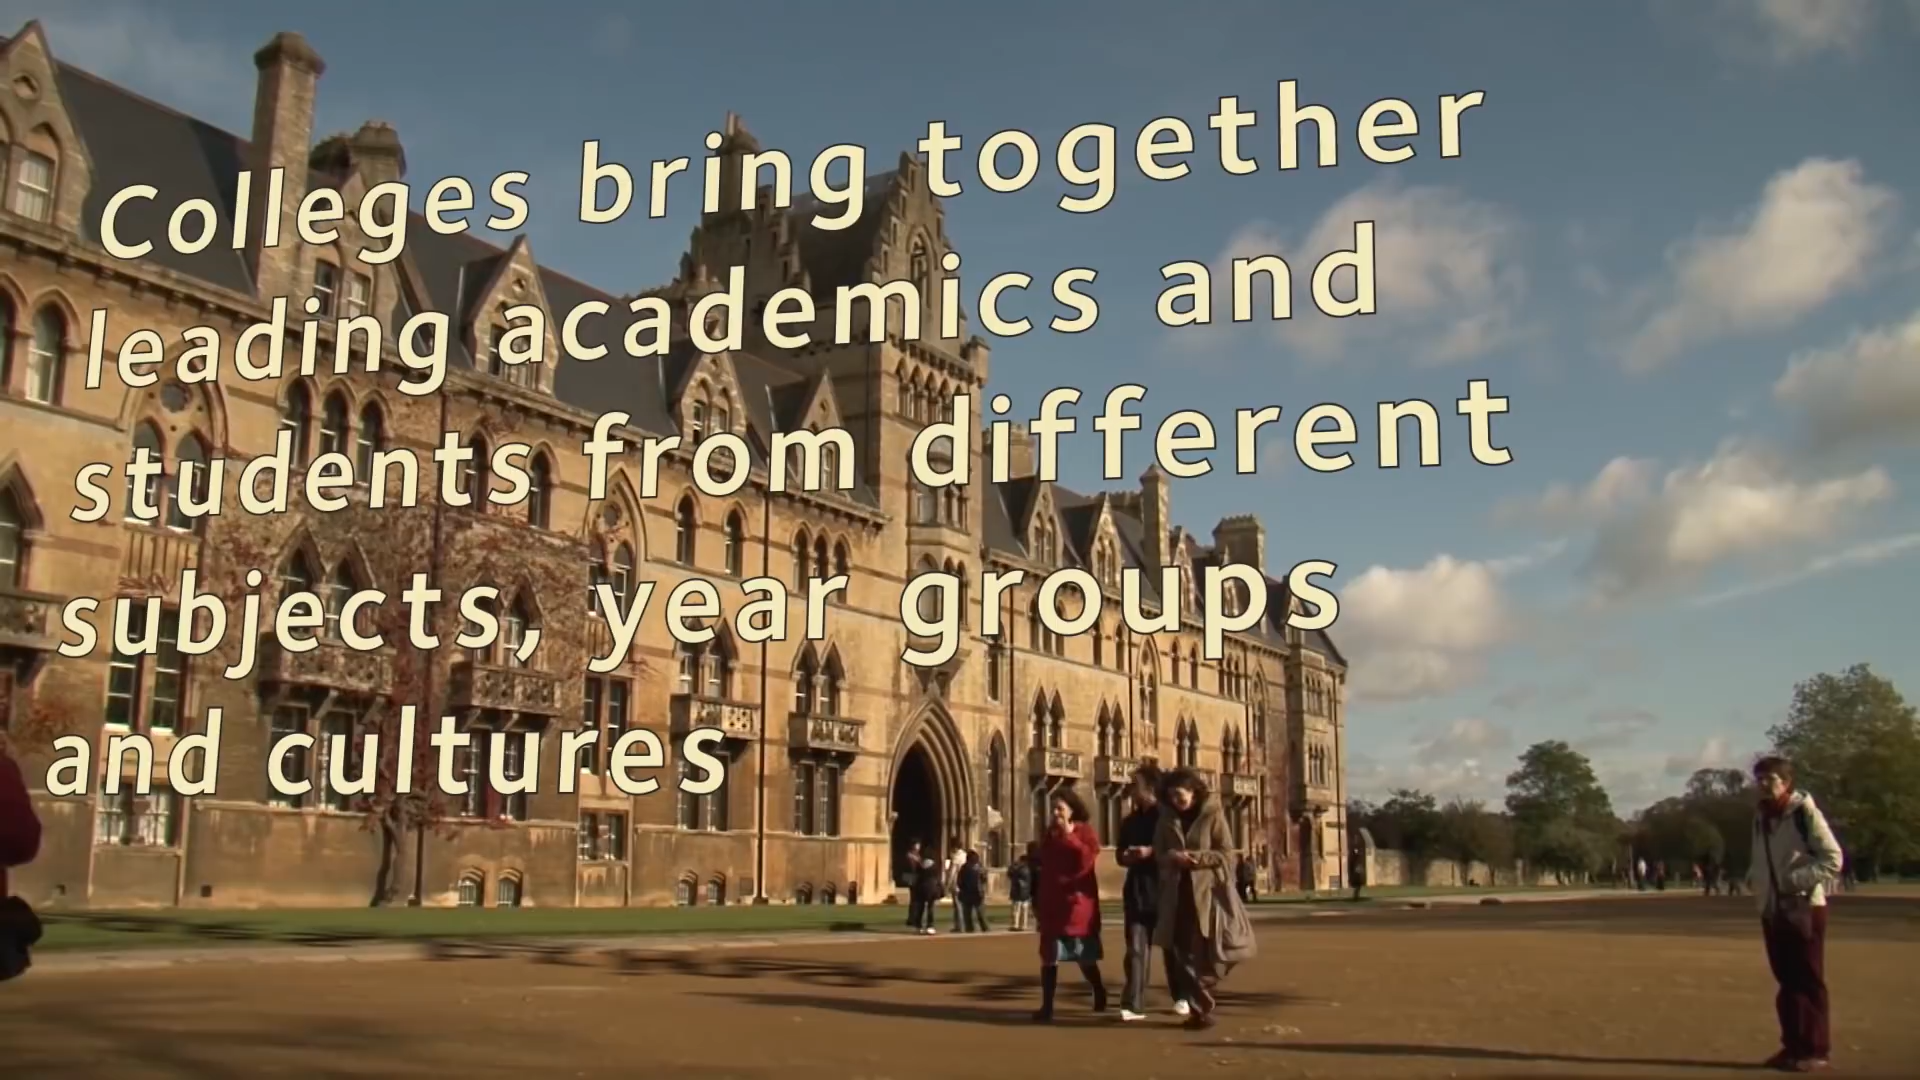 Colleges bring together
leading academics and
students from different
subjects, year groups
and cultures